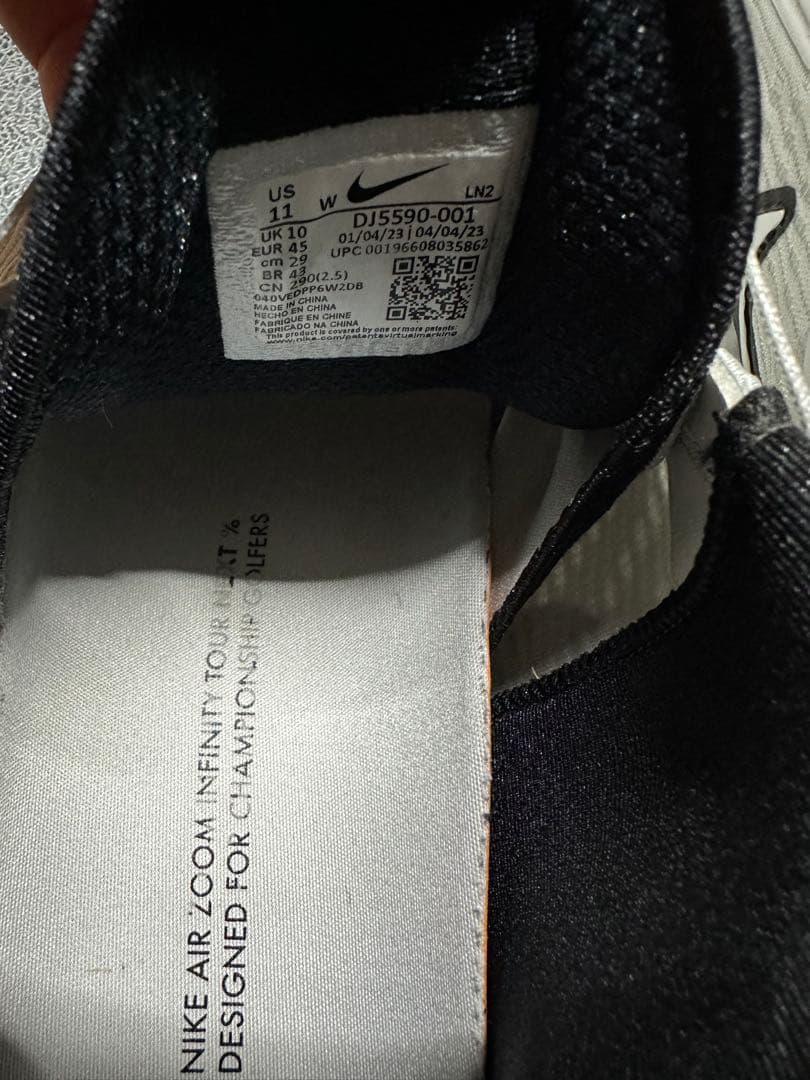 US
11 W
LN2
UK 10
DJ5590-001
EUR 45
01/04/23 | 04/04/23
cm 29
UPC 00196608035862
BR 43
CN 290(2.5)
MADE IN CHINA
HECHO EN CHINA
FABRIQUE EN CHINE
FABRICADO NA CHINA
This product is covered by one or more patents:
www.nike.com/patentsvirtualmarking
NIKE AIR ZOOM INFINITY TOUR NEXT %
DESIGNED FOR CHAMPIONSHIP GOLFERS